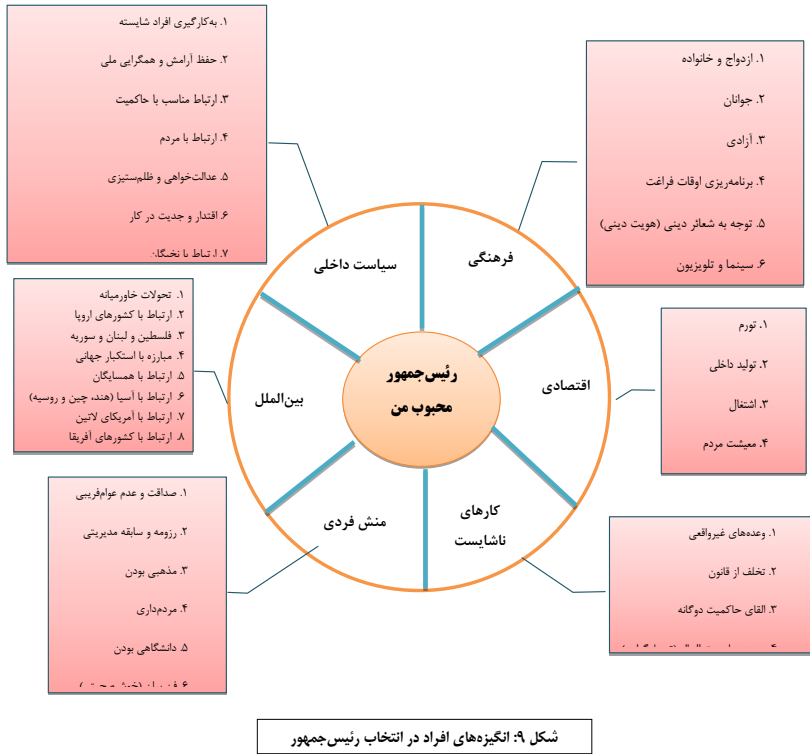 ۱. به‌کارگیری افراد شایسته
۲. حفظ آرامش و همگرایی ملی
۳. ارتباط مناسب با حاکمیت
۴. ارتباط با مردم
۵. عدالت‌خواهی و ظلم‌ستیزی
۶. اقتدار و جدیت در کار
۷. ارتباط با نخبگان
۱. ازدواج و خانواده
۲. جوانان
۳. آزادی
۴. برنامه‌ریزی اوقات فراغت
۵. توجه به شعائر دینی (هویت دینی)
۶. سینما و تلویزیون
سیاست داخلی
فرهنگی
۱. تحولات خاورمیانه
۲. ارتباط با کشورهای اروپا
۳. فلسطین و لبنان و سوریه
۴. مبارزه با استکبار جهانی
۵. ارتباط با همسایگان
۶. ارتباط با آسیا (هند، چین و روسیه)
۷. ارتباط با آمریکای لاتین
۸. ارتباط با کشورهای آفریقا
بین‌الملل
رئیس‌جمهور
محبوب من
اقتصادی
۱. تورم
۲. تولید داخلی
۳. اشتغال
۴. معیشت مردم
منش فردی
کارهای
ناشایست
۱. صداقت و عدم عوام‌فریبی
۲. رزومه و سابقه مدیریتی
۳. مذهبی بودن
۴. مردم‌داری
۵. دانشگاهی بودن
۶.
۱. وعده‌های غیرواقعی
۲. تخلف از قانون
۳. القای حاکمیت دوگانه
شکل ۹: انگیزه‌های افراد در انتخاب رئیس‌جمهور